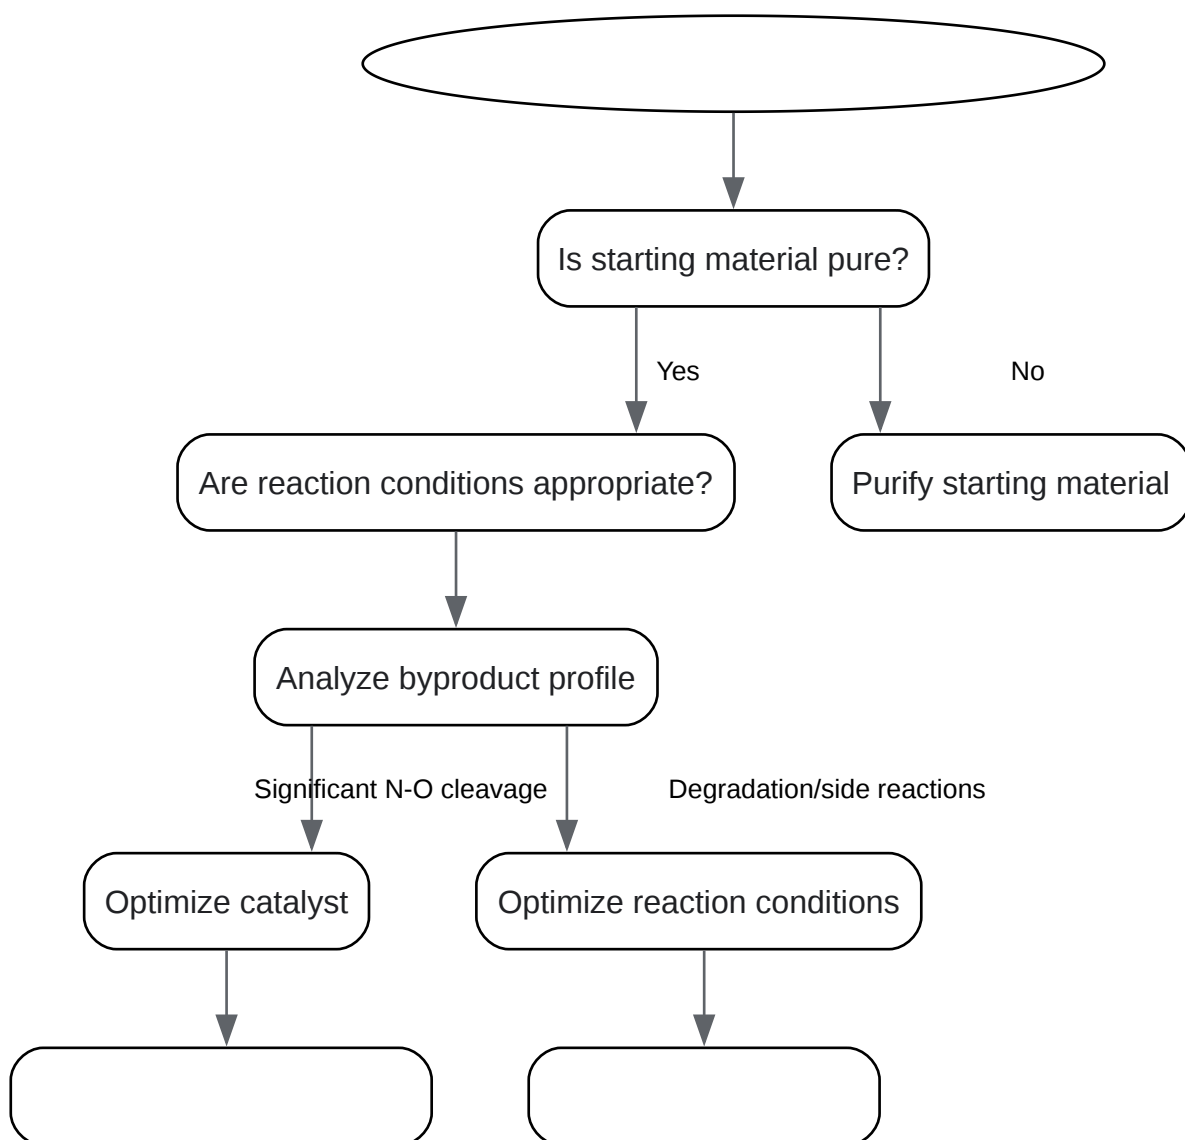 Is starting material pure?
Yes
No
Are reaction conditions appropriate?
Purify starting material
Analyze byproduct profile
Significant N-O cleavage
Degradation/side reactions
Optimize catalyst
Optimize reaction conditions